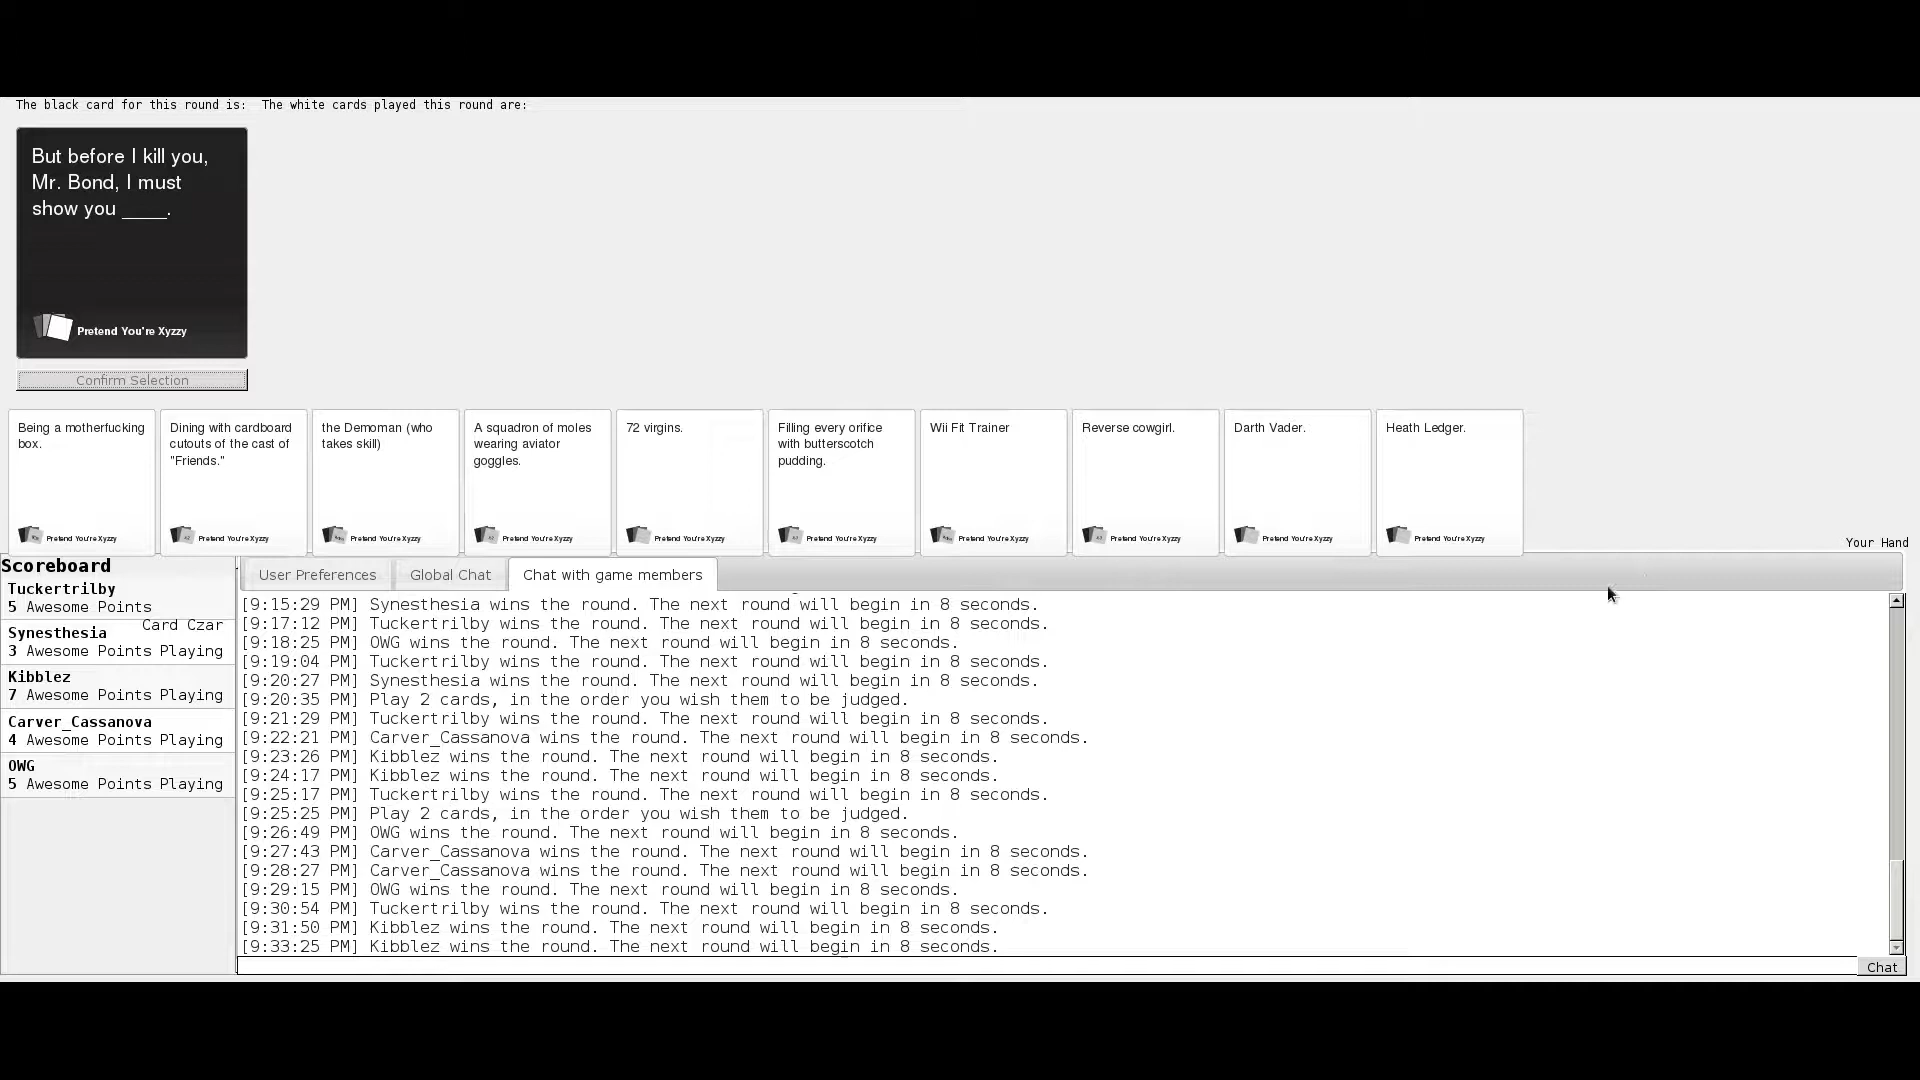 The black card for this round is: The white cards played this round are:
But before I kill you,
Mr. Bond, I must
show you ____.
Pretend You're Xyzzy
Confirm Selection
Being a motherfucking
box.
Pretend You're Xyzzy
Dining with cardboard
cutouts of the cast of
"Friends."
Pretend You're Xyzzy
the Demoman (who
takes skill)
Pretend You're Xyzzy
A squadron of moles
wearing aviator
goggles.
Pretend You're Xyzzy
72 virgins.
Pretend You're Xyzzy
Filling every orifice
with butterscotch
pudding.
Pretend You're Xyzzy
Wii Fit Trainer
Pretend You're Xyzzy
Reverse cowgirl.
Pretend You're Xyzzy
Darth Vader.
Pretend You're Xyzzy
Heath Ledger.
Pretend You're Xyzzy
Your Hand
Scoreboard
Tuckertrilby
5 Awesome Points
Card Czar
Synesthesia
3 Awesome Points Playing
Kibblez
7 Awesome Points Playing
Carver_Cassanova
4 Awesome Points Playing
OWG
5 Awesome Points Playing
User Preferences
Global Chat
Chat with game members
[9:15:29 PM] Synesthesia wins the round. The next round will begin in 8 seconds.
[9:17:12 PM] Tuckertrilby wins the round. The next round will begin in 8 seconds.
[9:18:25 PM] OWG wins the round. The next round will begin in 8 seconds.
[9:19:04 PM] Tuckertrilby wins the round. The next round will begin in 8 seconds.
[9:20:27 PM] Synesthesia wins the round. The next round will begin in 8 seconds.
[9:20:35 PM] Play 2 cards, in the order you wish them to be judged.
[9:21:29 PM] Tuckertrilby wins the round. The next round will begin in 8 seconds.
[9:22:21 PM] Carver_Cassanova wins the round. The next round will begin in 8 seconds.
[9:23:26 PM] Kibblez wins the round. The next round will begin in 8 seconds.
[9:24:17 PM] Kibblez wins the round. The next round will begin in 8 seconds.
[9:25:17 PM] Tuckertrilby wins the round. The next round will begin in 8 seconds.
[9:25:25 PM] Play 2 cards, in the order you wish them to be judged.
[9:26:49 PM] OWG wins the round. The next round will begin in 8 seconds.
[9:27:43 PM] Carver_Cassanova wins the round. The next round will begin in 8 seconds.
[9:28:27 PM] Carver_Cassanova wins the round. The next round will begin in 8 seconds.
[9:29:15 PM] OWG wins the round. The next round will begin in 8 seconds.
[9:30:54 PM] Tuckertrilby wins the round. The next round will begin in 8 seconds.
[9:31:50 PM] Kibblez wins the round. The next round will begin in 8 seconds.
[9:33:25 PM] Kibblez wins the round. The next round will begin in 8 seconds.
Chat